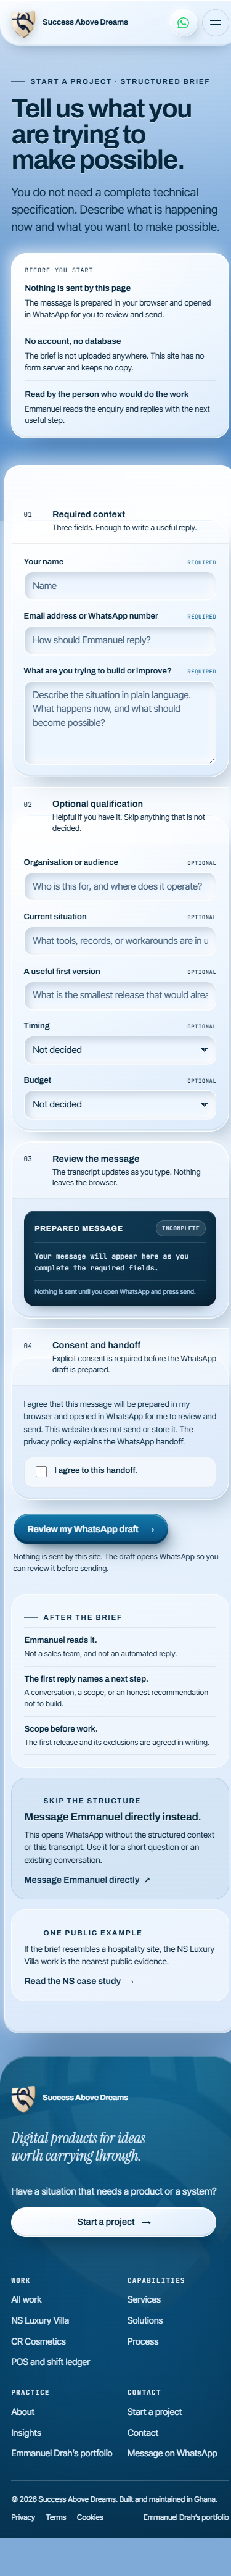 Success Above Dreams
START A PROJECT · STRUCTURED BRIEF
Tell us what you
are trying to
make possible.
You do not need a complete technical
specification. Describe what is happening
now and what you want to make possible.
BEFORE YOU START
Nothing is sent by this page
The message is prepared in your browser and opened
in WhatsApp for you to review and send.
No account, no database
The brief is not uploaded anywhere. This site has no
form server and keeps no copy.
Read by the person who would do the work
Emmanuel reads the enquiry and replies with the next
useful step.
01
Required context
Three fields. Enough to write a useful reply.
Your name REQUIRED
Name
Email address or WhatsApp number REQUIRED
How should Emmanuel reply?
What are you trying to build or improve? REQUIRED
Describe the situation in plain language.
What happens now, and what should
become possible?
02
Optional qualification
Helpful if you have it. Skip anything that is not
decided.
Organisation or audience OPTIONAL
Who is this for, and where does it operate?
Current situation OPTIONAL
What tools, records, or workarounds are in u
A useful first version OPTIONAL
What is the smallest release that would alrea
Timing OPTIONAL
Not decided
Budget OPTIONAL
Not decided
03
Review the message
The transcript updates as you type. Nothing
leaves the browser.
PREPARED MESSAGE INCOMPLETE
Your message will appear here as you
complete the required fields.
Nothing is sent until you open WhatsApp and press send.
04
Consent and handoff
Explicit consent is required before the WhatsApp
draft is prepared.
I agree that this message will be prepared in my
browser and opened in WhatsApp for me to review and
send. This website does not send or store it. The
privacy policy explains the WhatsApp handoff.
I agree to this handoff.
Review my WhatsApp draft →
Nothing is sent by this site. The draft opens WhatsApp so you
can review it before sending.
AFTER THE BRIEF
Emmanuel reads it.
Not a sales team, and not an automated reply.
The first reply names a next step.
A conversation, a scope, or an honest recommendation
not to build.
Scope before work.
The first release and its exclusions are agreed in writing.
SKIP THE STRUCTURE
Message Emmanuel directly instead.
This opens WhatsApp without the structured context
or this transcript. Use it for a short question or an
existing conversation.
Message Emmanuel directly ↗
ONE PUBLIC EXAMPLE
If the brief resembles a hospitality site, the NS Luxury
Villa work is the nearest public evidence.
Read the NS case study →
Success Above Dreams
Digital products for ideas
worth carrying through.
Have a situation that needs a product or a system?
Start a project →
WORK
All work
NS Luxury Villa
CR Cosmetics
POS and shift ledger
CAPABILITIES
Services
Solutions
Process
PRACTICE
About
Insights
Emmanuel Drah's portfolio
CONTACT
Start a project
Contact
Message on WhatsApp
© 2026 Success Above Dreams. Built and maintained in Ghana.
Privacy Terms Cookies Emmanuel Drah's portfolio